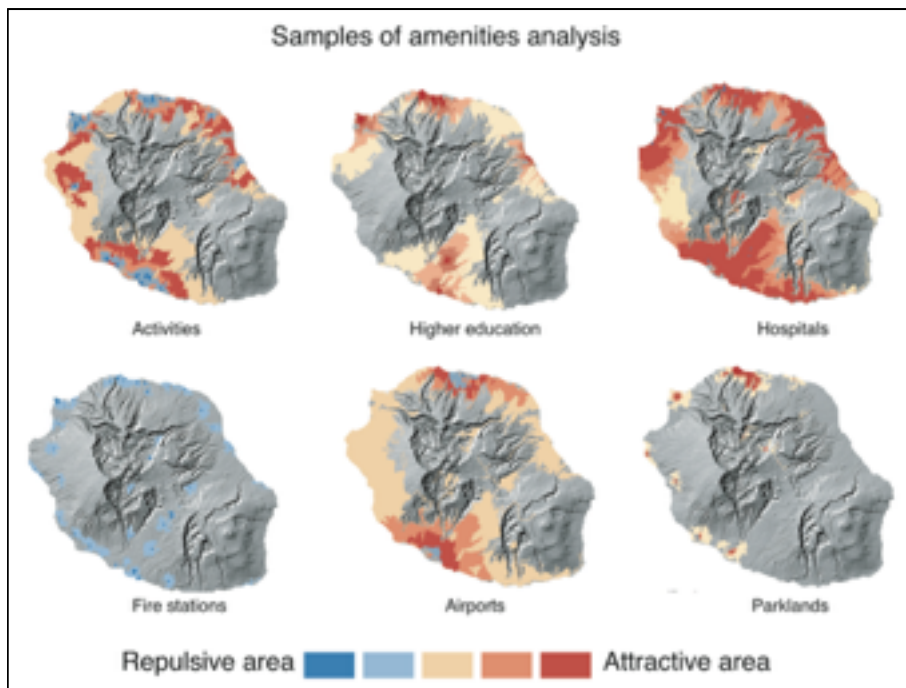 Samples of amenities analysis
Activities
Higher education
Hospitals
Fire stations
Airports
Parklands
Repulsive area
Attractive area